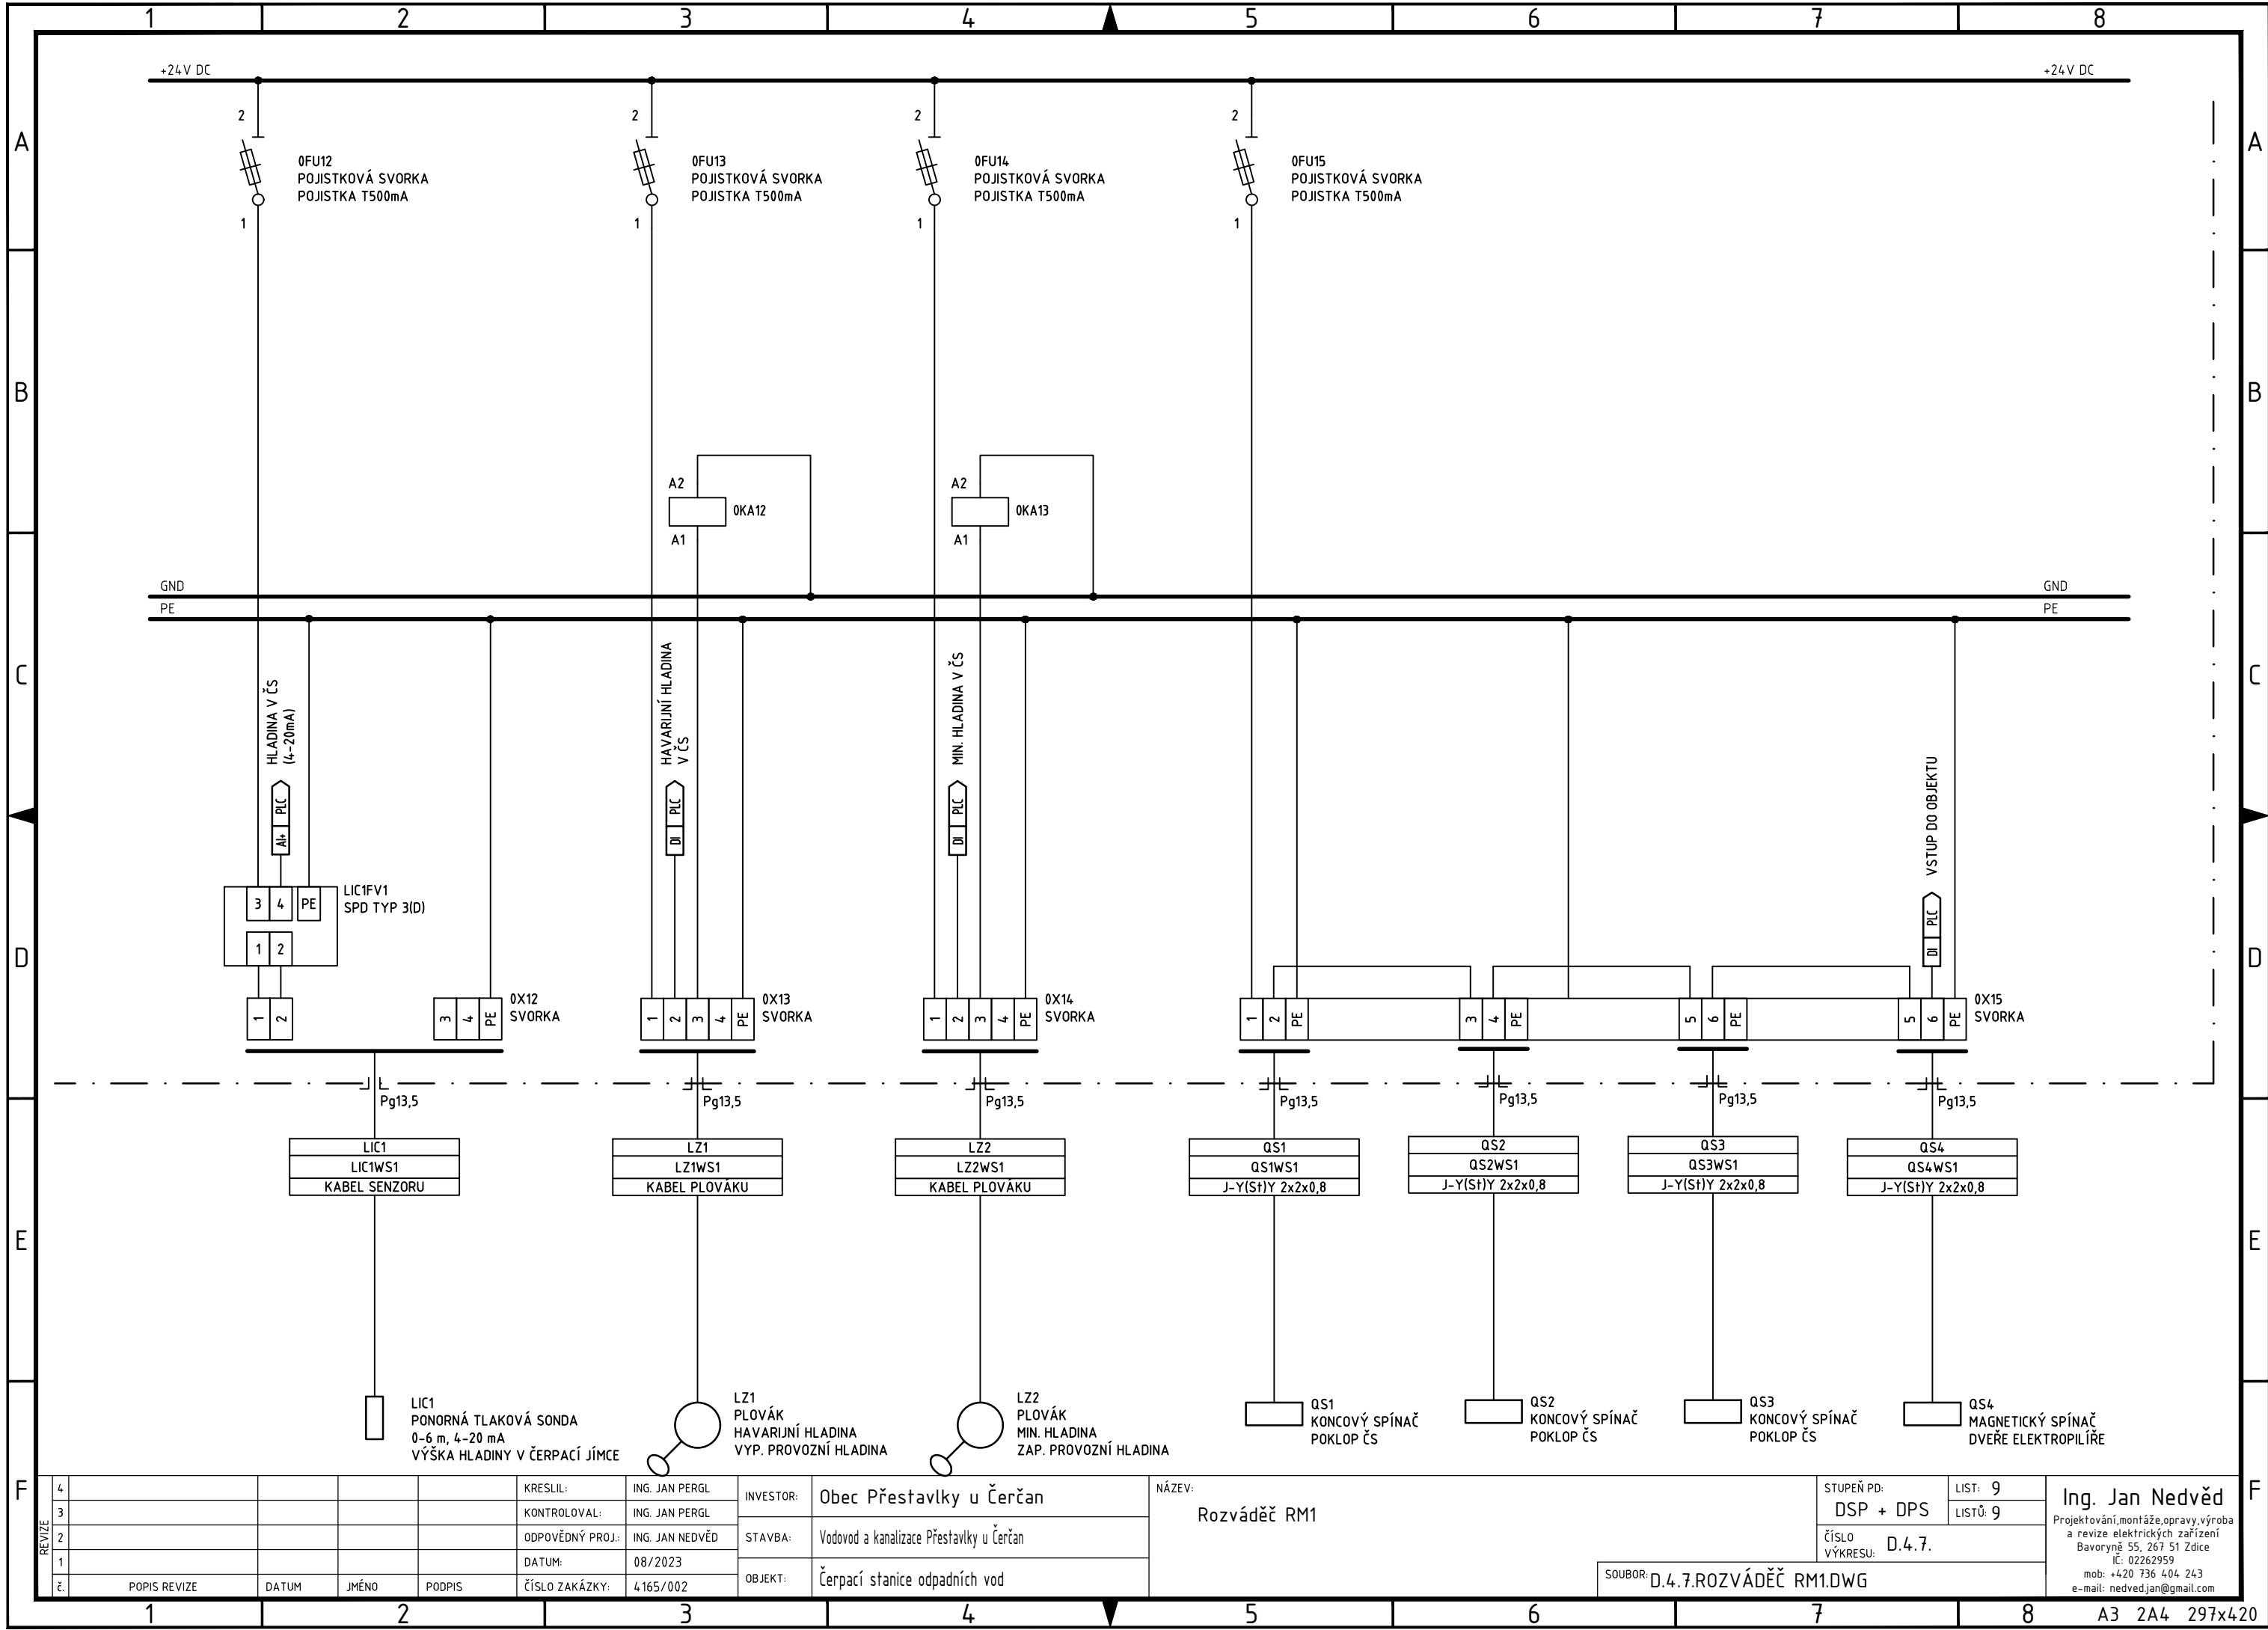 1 2 3 4 5 6 7 8
A
B
C
D
E
F
A
B
C
D
E
F
+24V DC
+24V DC
2
0FU12
POJISTKOVÁ SVORKA
POJISTKA T500mA
1
2
0FU13
POJISTKOVÁ SVORKA
POJISTKA T500mA
1
2
0FU14
POJISTKOVÁ SVORKA
POJISTKA T500mA
1
2
0FU15
POJISTKOVÁ SVORKA
POJISTKA T500mA
1
A2
0KA12
A1
A2
0KA13
A1
GND
GND
PE
PE
HLADINA V ČS
(4-20mA)
AI+ PLC
HAVARIJNÍ HLADINA
V ČS
DI PLC
MIN. HLADINA V ČS
DI PLC
VSTUP DO OBJEKTU
DI PLC
3 4 PE
LIC1FV1
SPD TYP 3(D)
1 2
1 2
3 4 PE
0X12
SVORKA
1 2 3 4 PE
0X13
SVORKA
1 2 3 4 PE
0X14
SVORKA
1 2 PE
3 4 PE
5 6 PE
5 6 PE
0X15
SVORKA
Pg13,5
Pg13,5
Pg13,5
Pg13,5
Pg13,5
Pg13,5
Pg13,5
LIC1
LIC1WS1
KABEL SENZORU
LZ1
LZ1WS1
KABEL PLOVÁKU
LZ2
LZ2WS1
KABEL PLOVÁKU
QS1
QS1WS1
J-Y(St)Y 2x2x0,8
QS2
QS2WS1
J-Y(St)Y 2x2x0,8
QS3
QS3WS1
J-Y(St)Y 2x2x0,8
QS4
QS4WS1
J-Y(St)Y 2x2x0,8
LIC1
PONORNÁ TLAKOVÁ SONDA
0-6 m, 4-20 mA
VÝŠKA HLADINY V ČERPACÍ JÍMCE
LZ1
PLOVÁK
HAVARIJNÍ HLADINA
VYP. PROVOZNÍ HLADINA
LZ2
PLOVÁK
MIN. HLADINA
ZAP. PROVOZNÍ HLADINA
QS1
KONCOVÝ SPÍNAČ
POKLOP ČS
QS2
KONCOVÝ SPÍNAČ
POKLOP ČS
QS3
KONCOVÝ SPÍNAČ
POKLOP ČS
QS4
MAGNETICKÝ SPÍNAČ
DVEŘE ELEKTROPILÍŘE
REVIZE
4
3
2
1
č. POPIS REVIZE DATUM JMÉNO PODPIS
KRESLIL: ING. JAN PERGL
KONTROLOVAL: ING. JAN PERGL
ODPOVĚDNÝ PROJ.: ING. JAN NEDVĚD
DATUM: 08/2023
ČÍSLO ZAKÁZKY: 4165/002
INVESTOR: Obec Přestavlky u Čerčan
STAVBA: Vodovod a kanalizace Přestavlky u Čerčan
OBJEKT: Čerpací stanice odpadních vod
NÁZEV:
Rozváděč RM1
STUPEŇ PD:
DSP + DPS
LIST: 9
LISTŮ: 9
ČÍSLO
VÝKRESU: D.4.7.
SOUBOR: D.4.7.ROZVÁDĚČ RM1.DWG
Ing. Jan Nedvěd
Projektování,montáže,opravy,výroba
a revize elektrických zařízení
Bavoryně 55, 267 51 Zdice
IČ: 02262959
mob: +420 736 404 243
e-mail: nedved.jan@gmail.com
1 2 3 4 5 6 7 8
A3 2A4 297x420